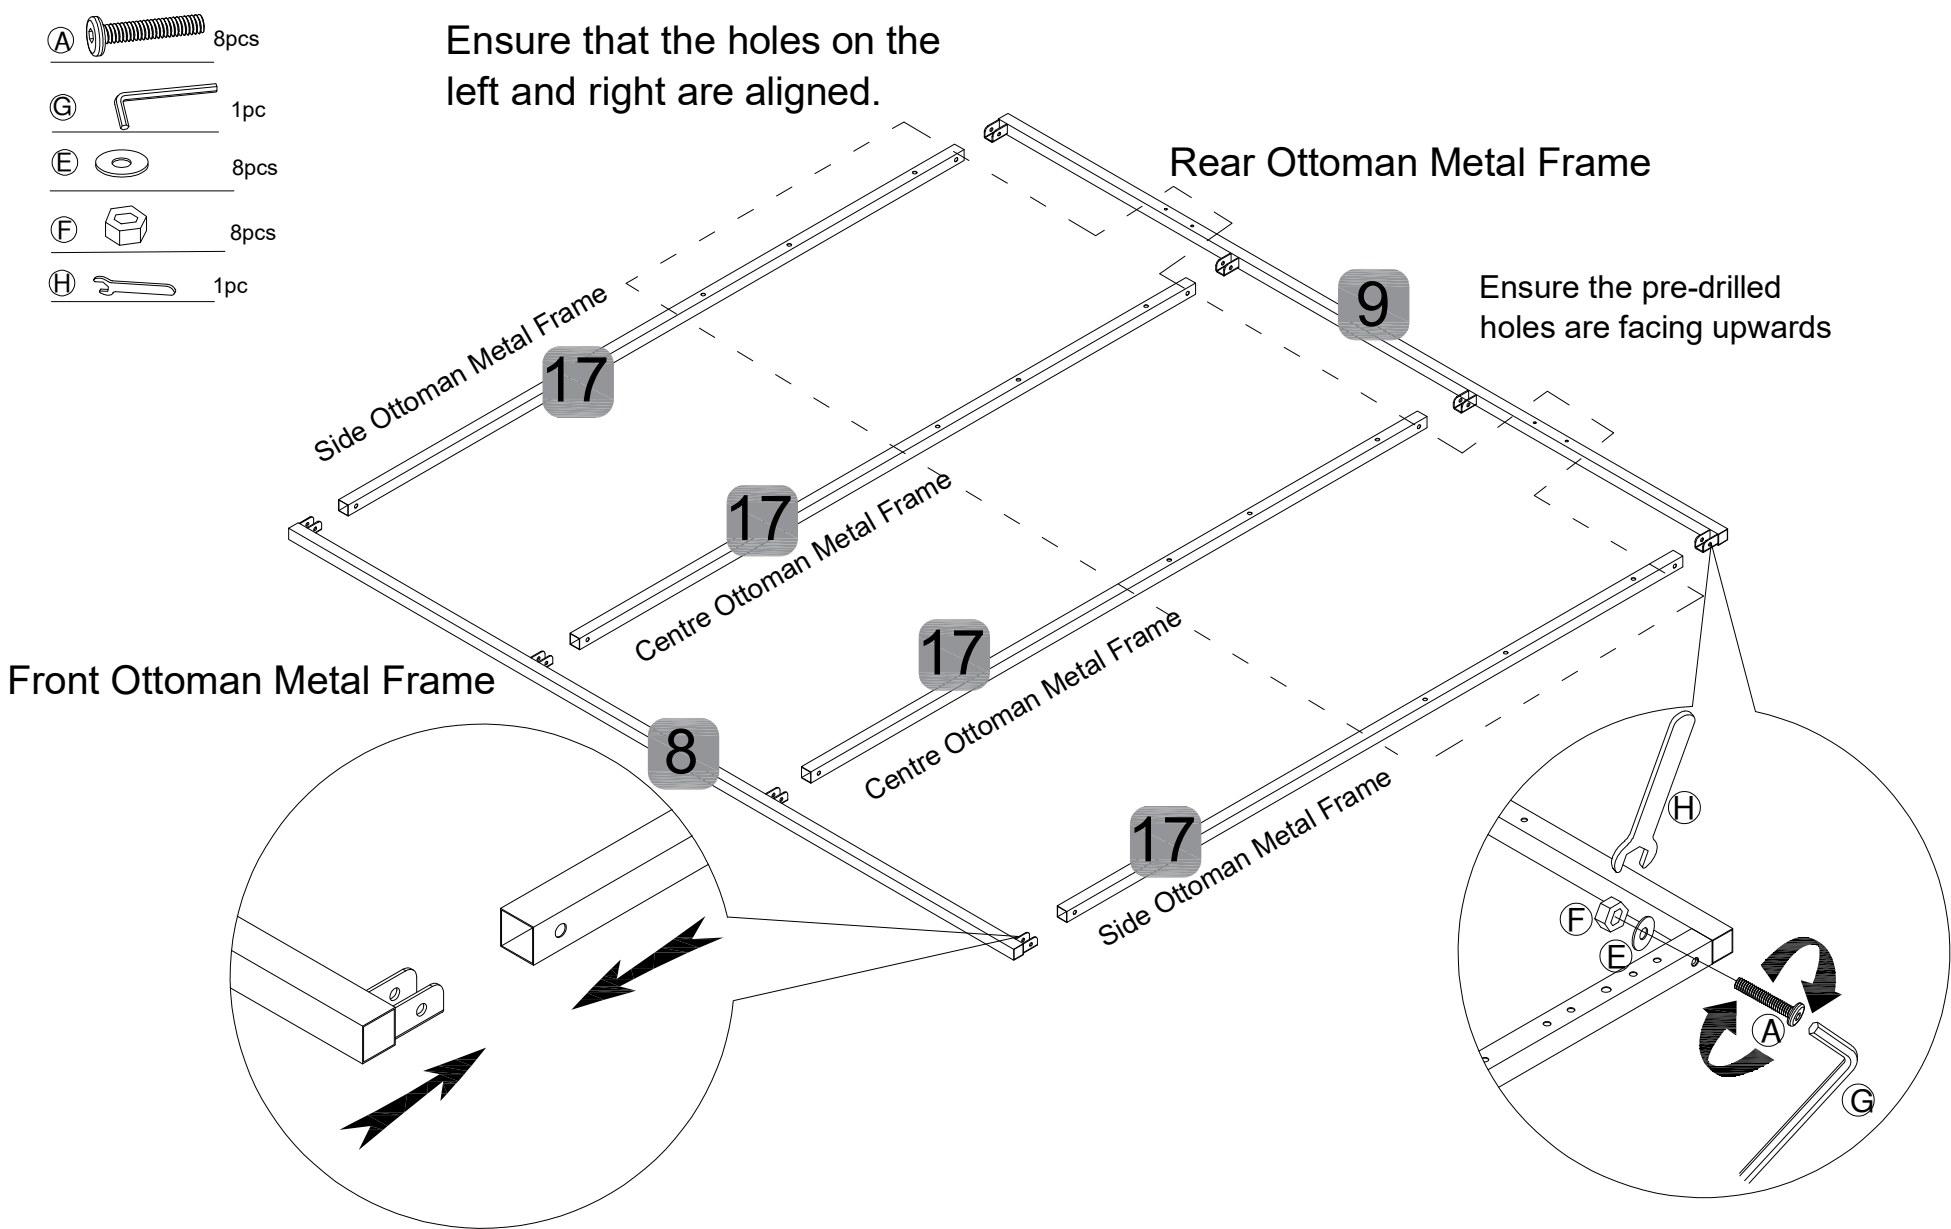 A 8pcs
G 1pc
E 8pcs
F 8pcs
H 1pc
Ensure that the holes on the
left and right are aligned.
Rear Ottoman Metal Frame
9
Ensure the pre-drilled
holes are facing upwards
Side Ottoman Metal Frame
17
17
Centre Ottoman Metal Frame
17
Centre Ottoman Metal Frame
17
Side Ottoman Metal Frame
Front Ottoman Metal Frame
8
H
F
E
A
G